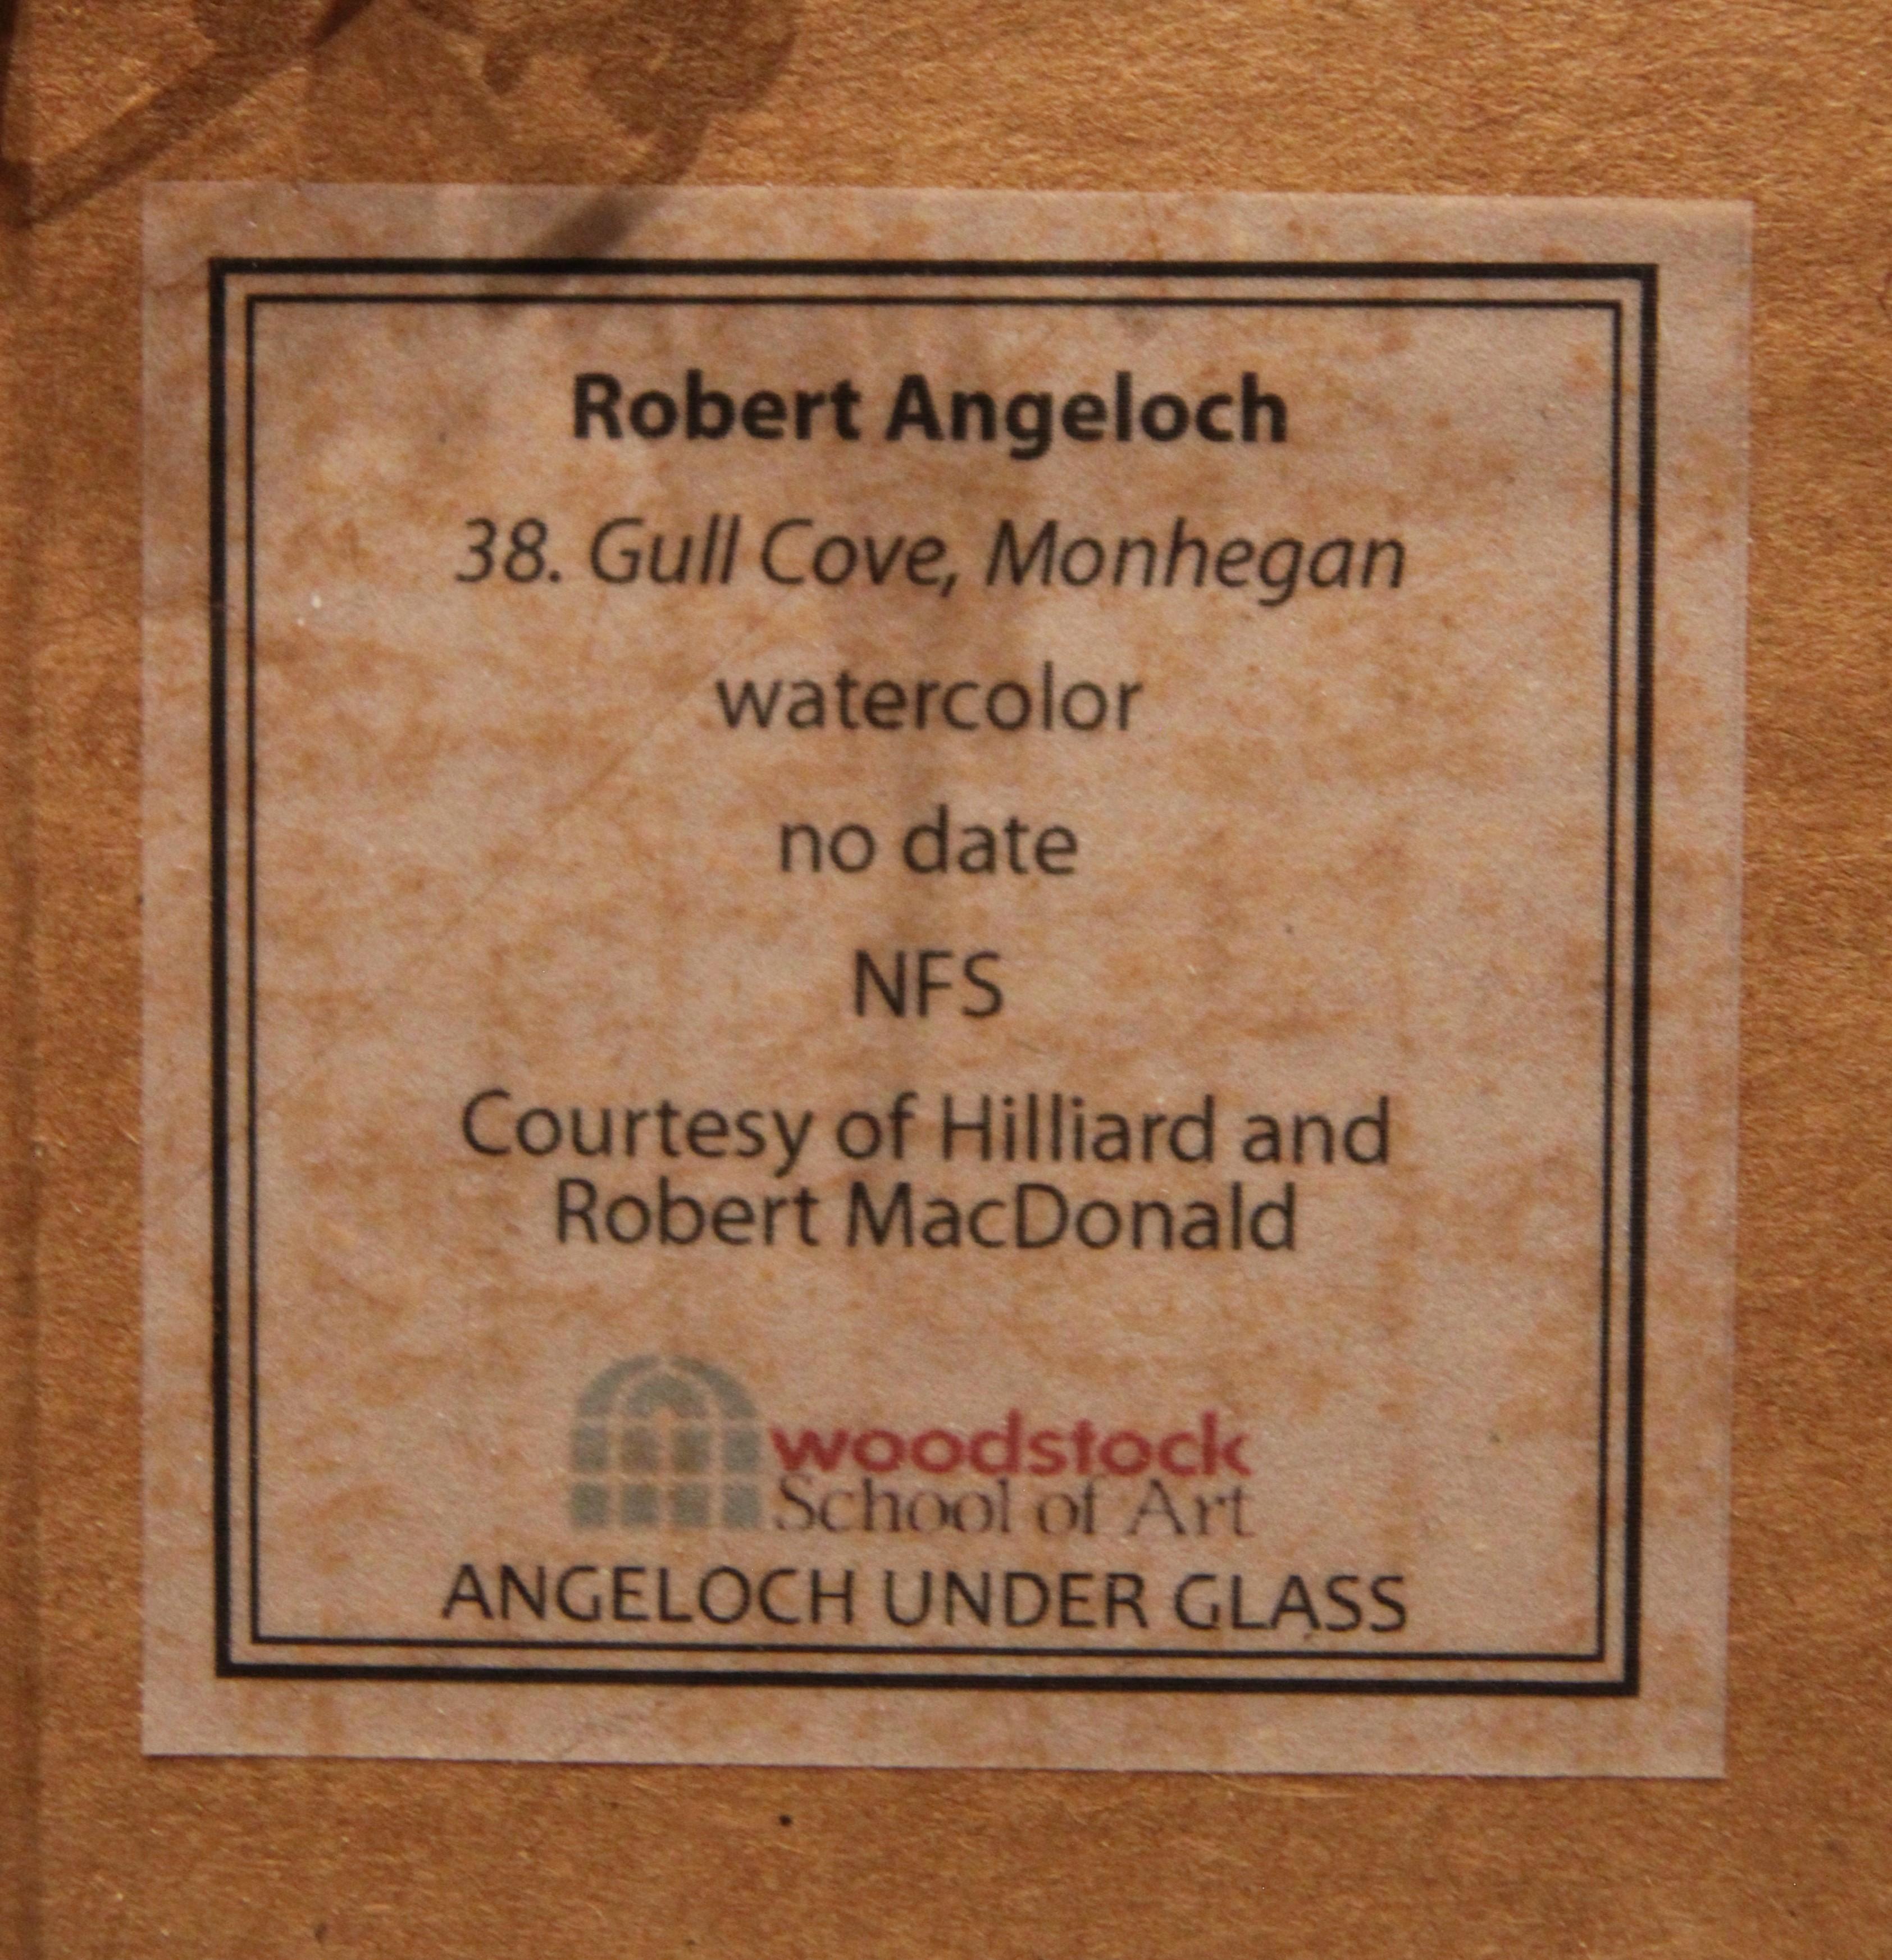 Robert Angeloch
38. Gull Cove, Monhegan
watercolor
no date
NFS
Courtesy of Hilliard and
Robert MacDonald
woodstock
School of Art
ANGELOCH UNDER GLASS